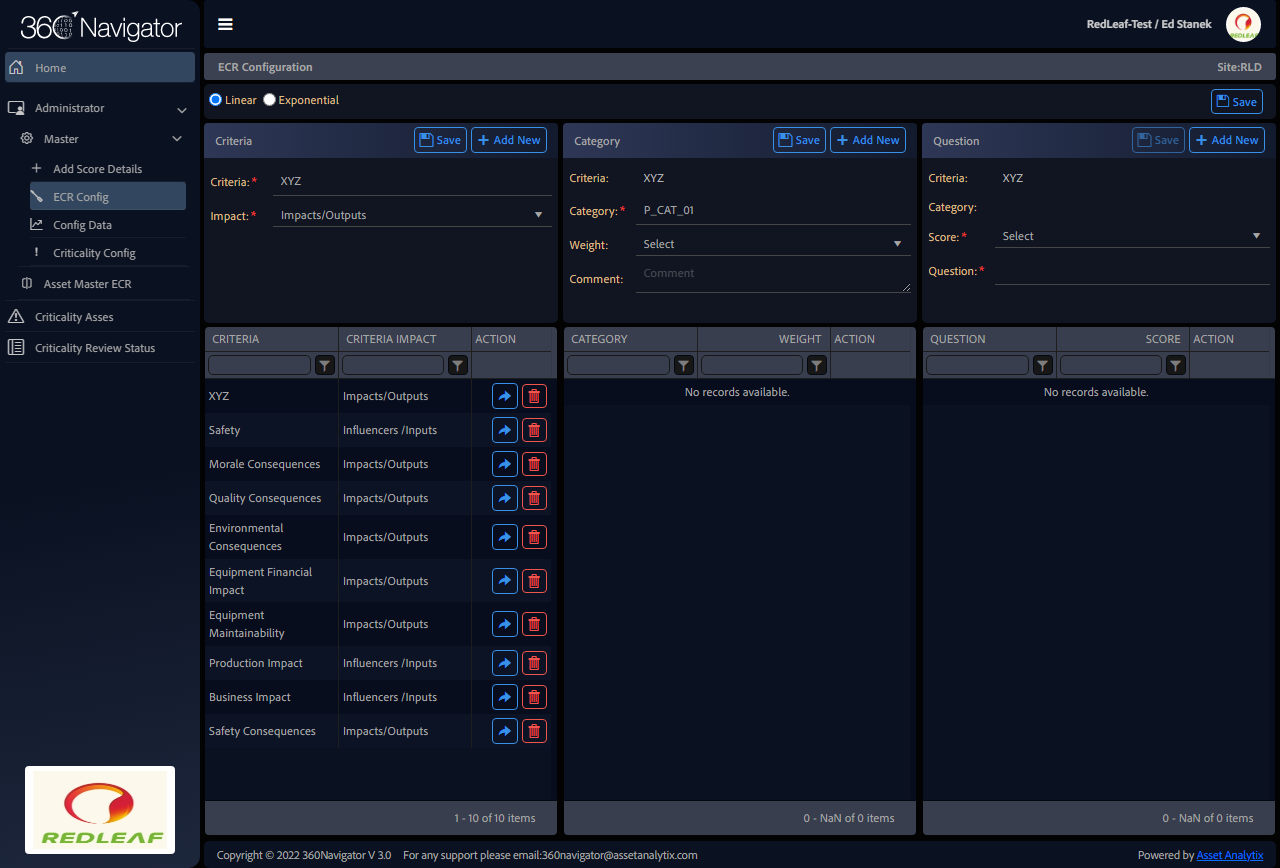 360 Navigator
RedLeaf-Test / Ed Stanek
REDLEAF
Home
ECR Configuration
Site:RLD
Linear
Exponential
Save
Administrator
Master
Add Score Details
ECR Config
Config Data
Criticality Config
Asset Master ECR
Criticality Asses
Criticality Review Status
Criteria
Save
Add New
Criteria:*
XYZ
Impact:*
Impacts/Outputs
Category
Save
Add New
Criteria:
XYZ
Category:*
P_CAT_01
Weight:
Select
Comment:
Comment
Question
Save
Add New
Criteria:
XYZ
Category:
Score:*
Select
Question:*
CRITERIA
CRITERIA IMPACT
ACTION
XYZ
Impacts/Outputs
Safety
Influencers /Inputs
Morale Consequences
Impacts/Outputs
Quality Consequences
Impacts/Outputs
Environmental
Consequences
Impacts/Outputs
Equipment Financial
Impact
Impacts/Outputs
Equipment
Maintainability
Impacts/Outputs
Production Impact
Influencers /Inputs
Business Impact
Influencers /Inputs
Safety Consequences
Impacts/Outputs
1 - 10 of 10 items
CATEGORY
WEIGHT
ACTION
No records available.
0 - NaN of 0 items
QUESTION
SCORE
ACTION
No records available.
0 - NaN of 0 items
REDLEAF
Copyright © 2022 360Navigator V 3.0
For any support please email:360navigator@assetanalytix.com
Powered by Asset Analytix